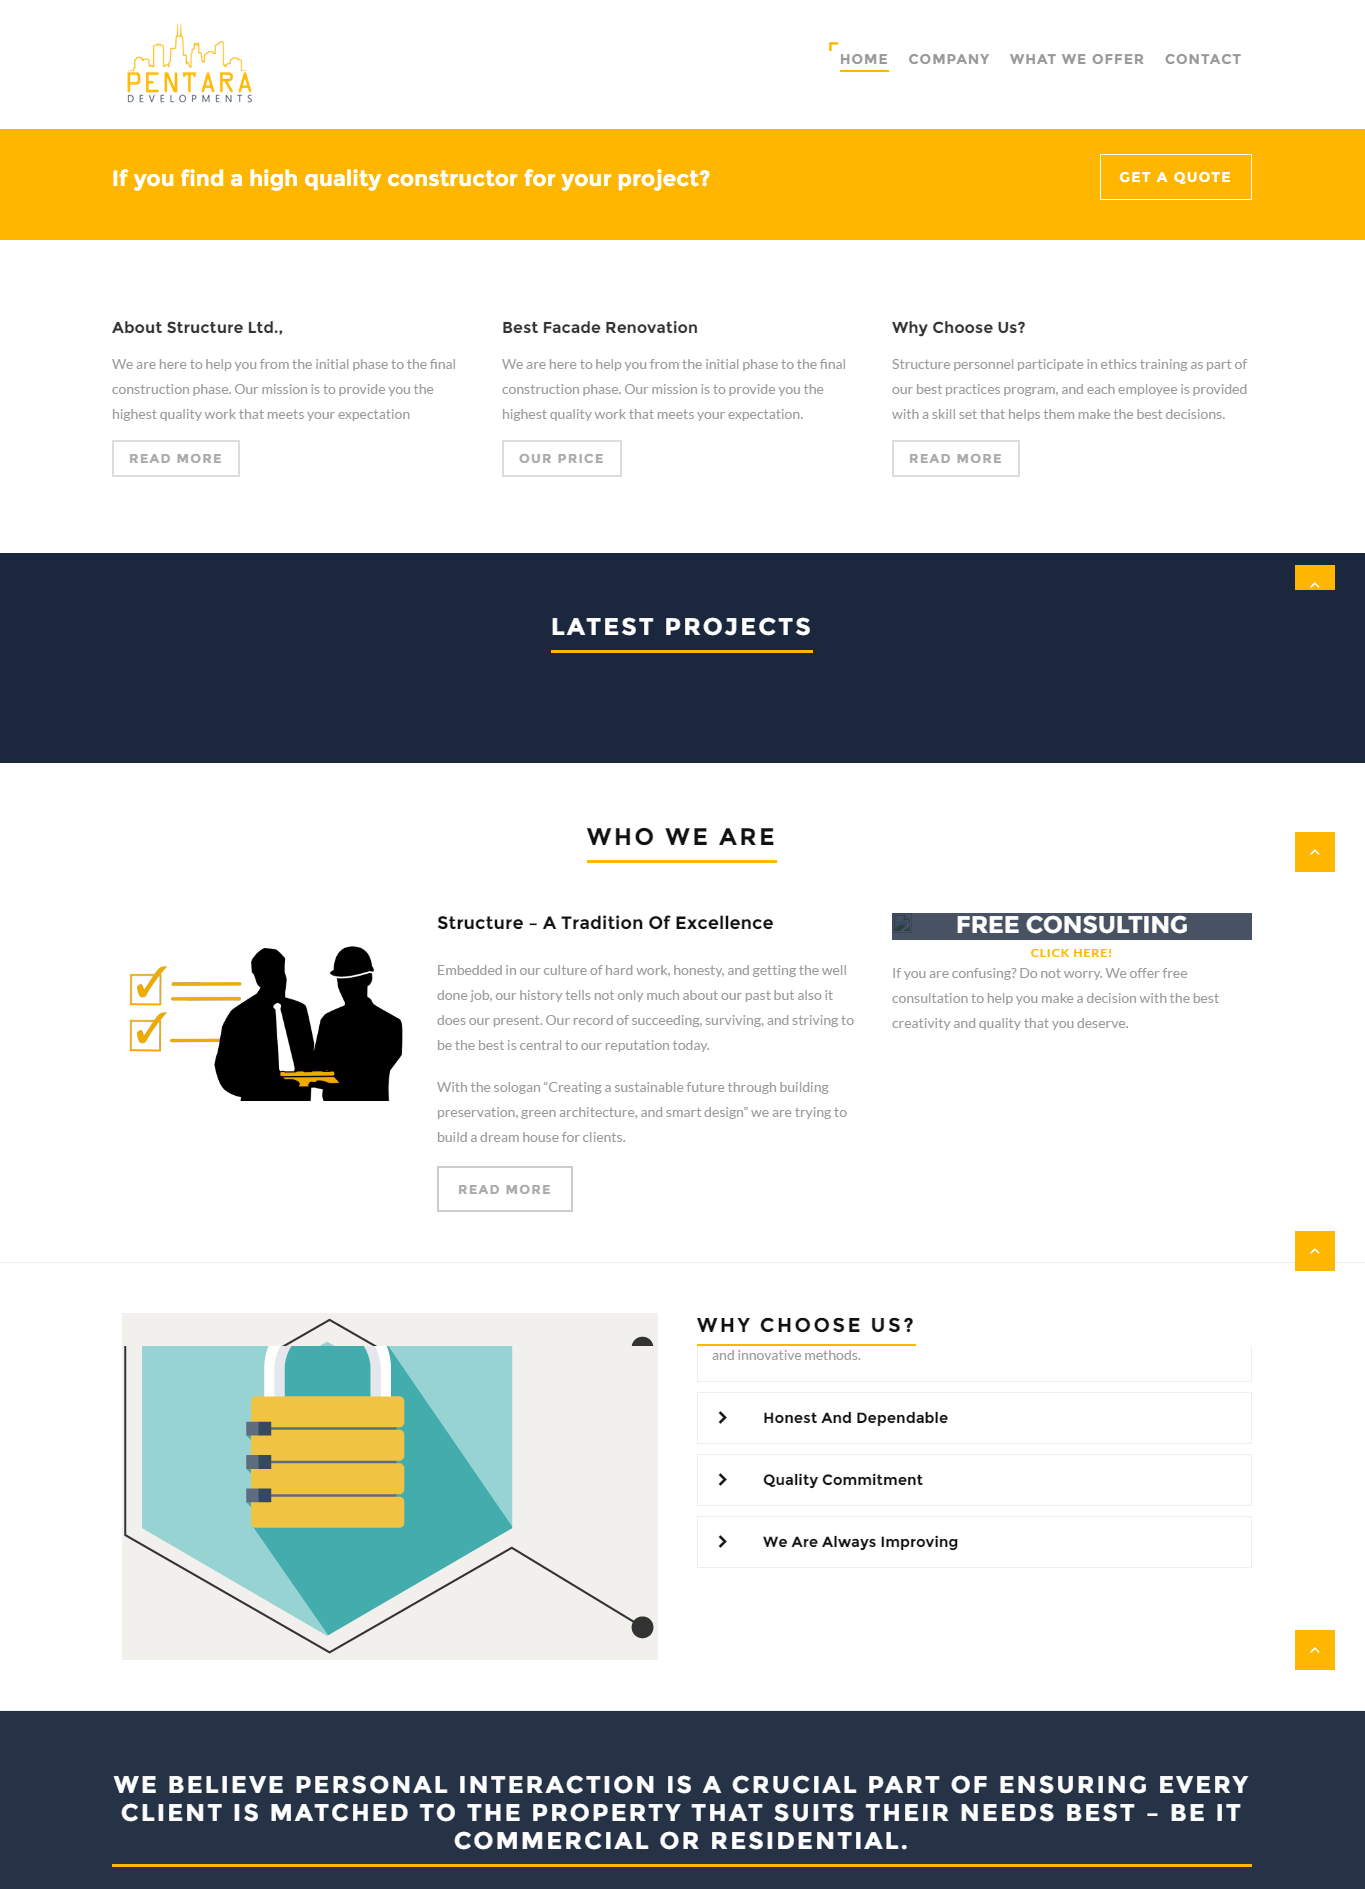 PENTARA
DEVELOPMENTS
HOME COMPANY WHAT WE OFFER CONTACT
If you find a high quality constructor for your project?
GET A QUOTE
About Structure Ltd.,
We are here to help you from the initial phase to the final
construction phase. Our mission is to provide you the
highest quality work that meets your expectation
READ MORE
Best Facade Renovation
We are here to help you from the initial phase to the final
construction phase. Our mission is to provide you the
highest quality work that meets your expectation.
OUR PRICE
Why Choose Us?
Structure personnel participate in ethics training as part of
our best practices program, and each employee is provided
with a skill set that helps them make the best decisions.
READ MORE
LATEST PROJECTS
WHO WE ARE
Structure – A Tradition Of Excellence
Embedded in our culture of hard work, honesty, and getting the well
done job, our history tells not only much about our past but also it
does our present. Our record of succeeding, surviving, and striving to
be the best is central to our reputation today.
With the sologan “Creating a sustainable future through building
preservation, green architecture, and smart design” we are trying to
build a dream house for clients.
READ MORE
FREE CONSULTING
CLICK HERE!
If you are confusing? Do not worry. We offer free
consultation to help you make a decision with the best
creativity and quality that you deserve.
WHY CHOOSE US?
and innovative methods.
Honest And Dependable
Quality Commitment
We Are Always Improving
WE BELIEVE PERSONAL INTERACTION IS A CRUCIAL PART OF ENSURING EVERY
CLIENT IS MATCHED TO THE PROPERTY THAT SUITS THEIR NEEDS BEST – BE IT
COMMERCIAL OR RESIDENTIAL.